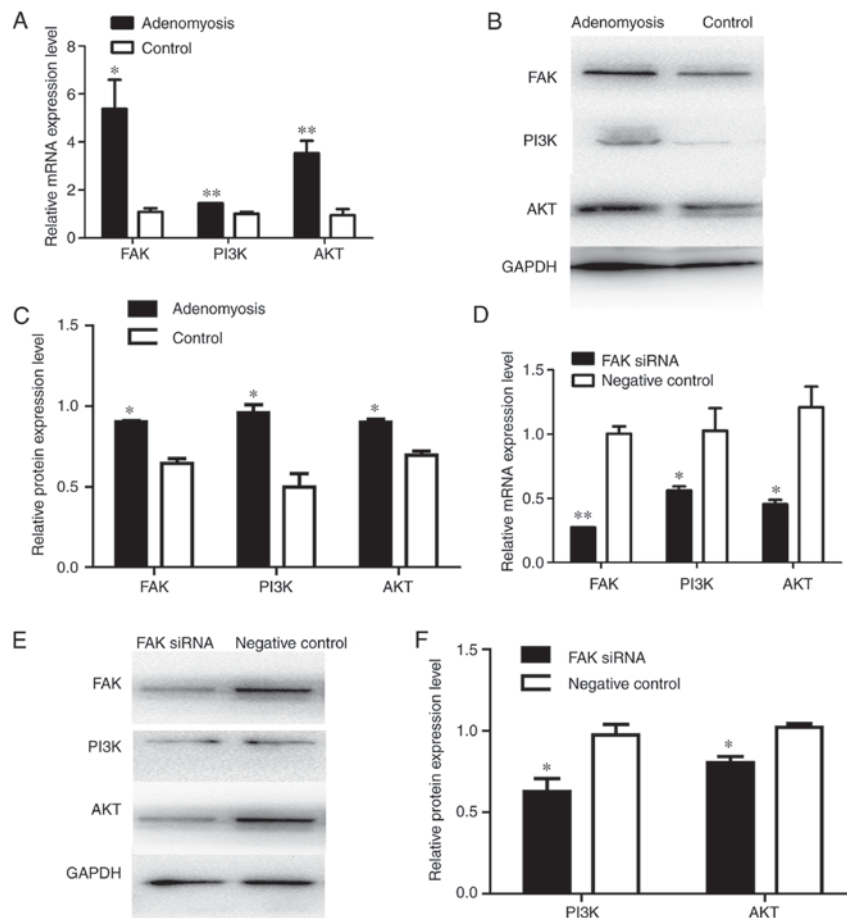 A
Adenomyosis
Control
Relative mRNA expression level
8
6
4
2
0
*
**
**
FAK PI3K AKT
B
Adenomyosis Control
FAK
PI3K
AKT
GAPDH
C
Adenomyosis
Control
Relative protein expression level
1.5
1.0
0.5
0.0
*
*
*
FAK PI3K AKT
D
FAK siRNA
Negative control
Relative mRNA expression level
1.5
1.0
0.5
0.0
**
*
*
FAK PI3K AKT
E
FAK siRNA Negative control
FAK
PI3K
AKT
GAPDH
F
FAK siRNA
Negative control
Relative protein expression level
1.5
1.0
0.5
0.0
*
*
PI3K AKT